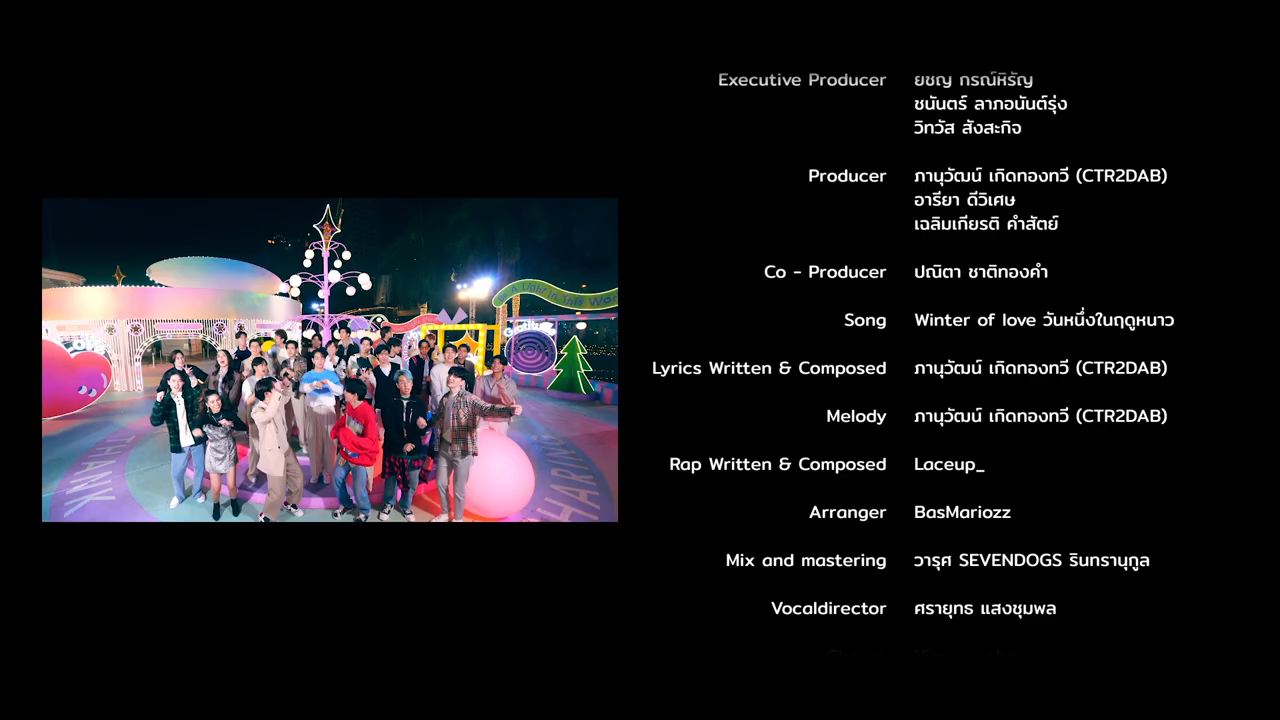 Executive Producer ยชญ กรณ์หิรัญ
ชนันตร์ ลาภอนันต์รุ่ง
วิทวัส สังสะกิจ
Producer ภานุวัฒน์ เกิดทองทวี (CTR2DAB)
อารียา ดีวิเศษ
เฉลิมเกียรติ คำสัตย์
Co - Producer ปณิตา ชาติทองคำ
Song Winter of love วันหนึ่งในฤดูหนาว
Lyrics Written & Composed ภานุวัฒน์ เกิดทองทวี (CTR2DAB)
Melody ภานุวัฒน์ เกิดทองทวี (CTR2DAB)
Rap Written & Composed Laceup_
Arranger BasMariozz
Mix and mastering วารุศ SEVENDOGS รินทรานุกูล
Vocaldirector ศรายุทธ แสงชุมพล
A Light In This
Gratitude
Love
THANK
HARING